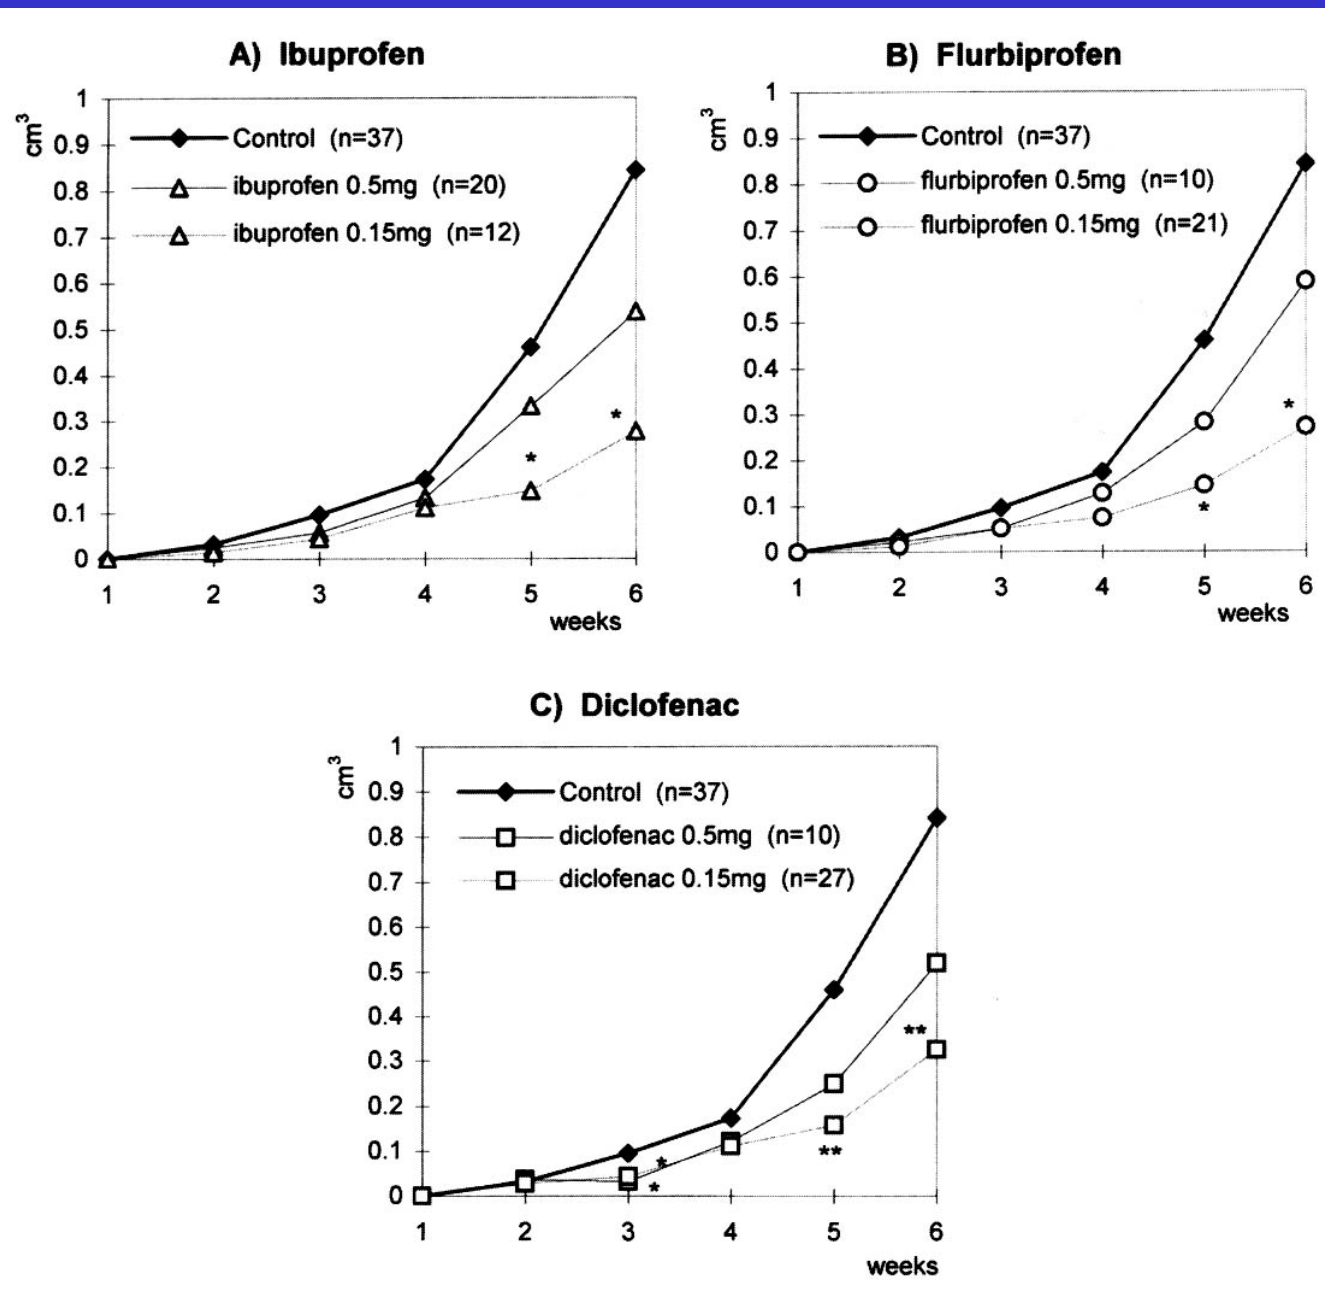 A) Ibuprofen
cm³
1
0.9
0.8
0.7
0.6
0.5
0.4
0.3
0.2
0.1
0
Control (n=37)
ibuprofen 0.5mg (n=20)
ibuprofen 0.15mg (n=12)
*
*
1 2 3 4 5 6
weeks
B) Flurbiprofen
cm³
1
0.9
0.8
0.7
0.6
0.5
0.4
0.3
0.2
0.1
0
Control (n=37)
flurbiprofen 0.5mg (n=10)
flurbiprofen 0.15mg (n=21)
*
*
1 2 3 4 5 6
weeks
C) Diclofenac
cm³
1
0.9
0.8
0.7
0.6
0.5
0.4
0.3
0.2
0.1
0
Control (n=37)
diclofenac 0.5mg (n=10)
diclofenac 0.15mg (n=27)
**
**
*
*
1 2 3 4 5 6
weeks